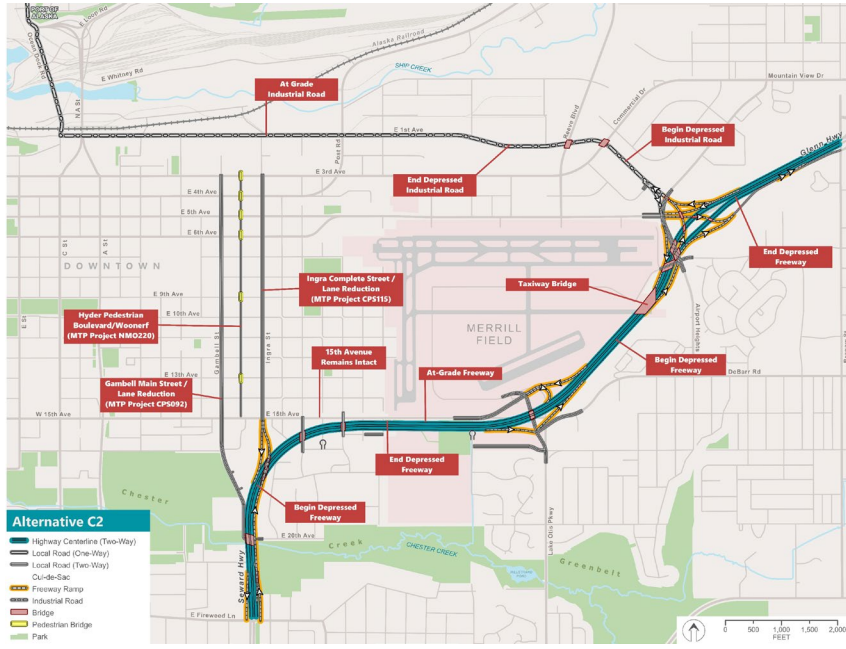 PORT OF
ALASKA
E Loop Rd
Ocean Dock Rd
E Whitney Rd
Alaska Railroad
SHIP CREEK
Mountain View Dr
N A St
At Grade
Industrial Road
E 1st Ave
Post Rd
Reeve Blvd
Commercial Dr
Begin Depressed
Industrial Road
Glenn Hwy
End Depressed
Industrial Road
E 3rd Ave
E 4th Ave
E 5th Ave
E 6th Ave
C St
A St
DOWNTOWN
End Depressed
Freeway
Ingra Complete Street /
Lane Reduction
(MTP Project CPS115)
Taxiway Bridge
E 9th Ave
E 10th Ave
E St
Hyder Pedestrian
Boulevard/Woonerf
(MTP Project NMO220)
Gambell St
Ingra St
MERRILL
FIELD
Airport Heights
15th Avenue
Remains Intact
Begin Depressed
Freeway
E 13th Ave
At-Grade Freeway
DeBarr Rd
Gambell Main Street /
Lane Reduction
(MTP Project CPS092)
W 15th Ave
E 15th Ave
End Depressed
Freeway
Begin Depressed
Freeway
Chester
Creek
Greenbelt
CHESTER CREEK
E 20th Ave
Lake Otis Pkwy
Seward Hwy
E Firewood Ln
Alternative C2
Highway Centerline (Two-Way)
Local Road (One-Way)
Local Road (Two-Way)
Cul-de-Sac
Freeway Ramp
Industrial Road
Bridge
Pedestrian Bridge
Park
0 500 1,000 1,500 2,000
FEET